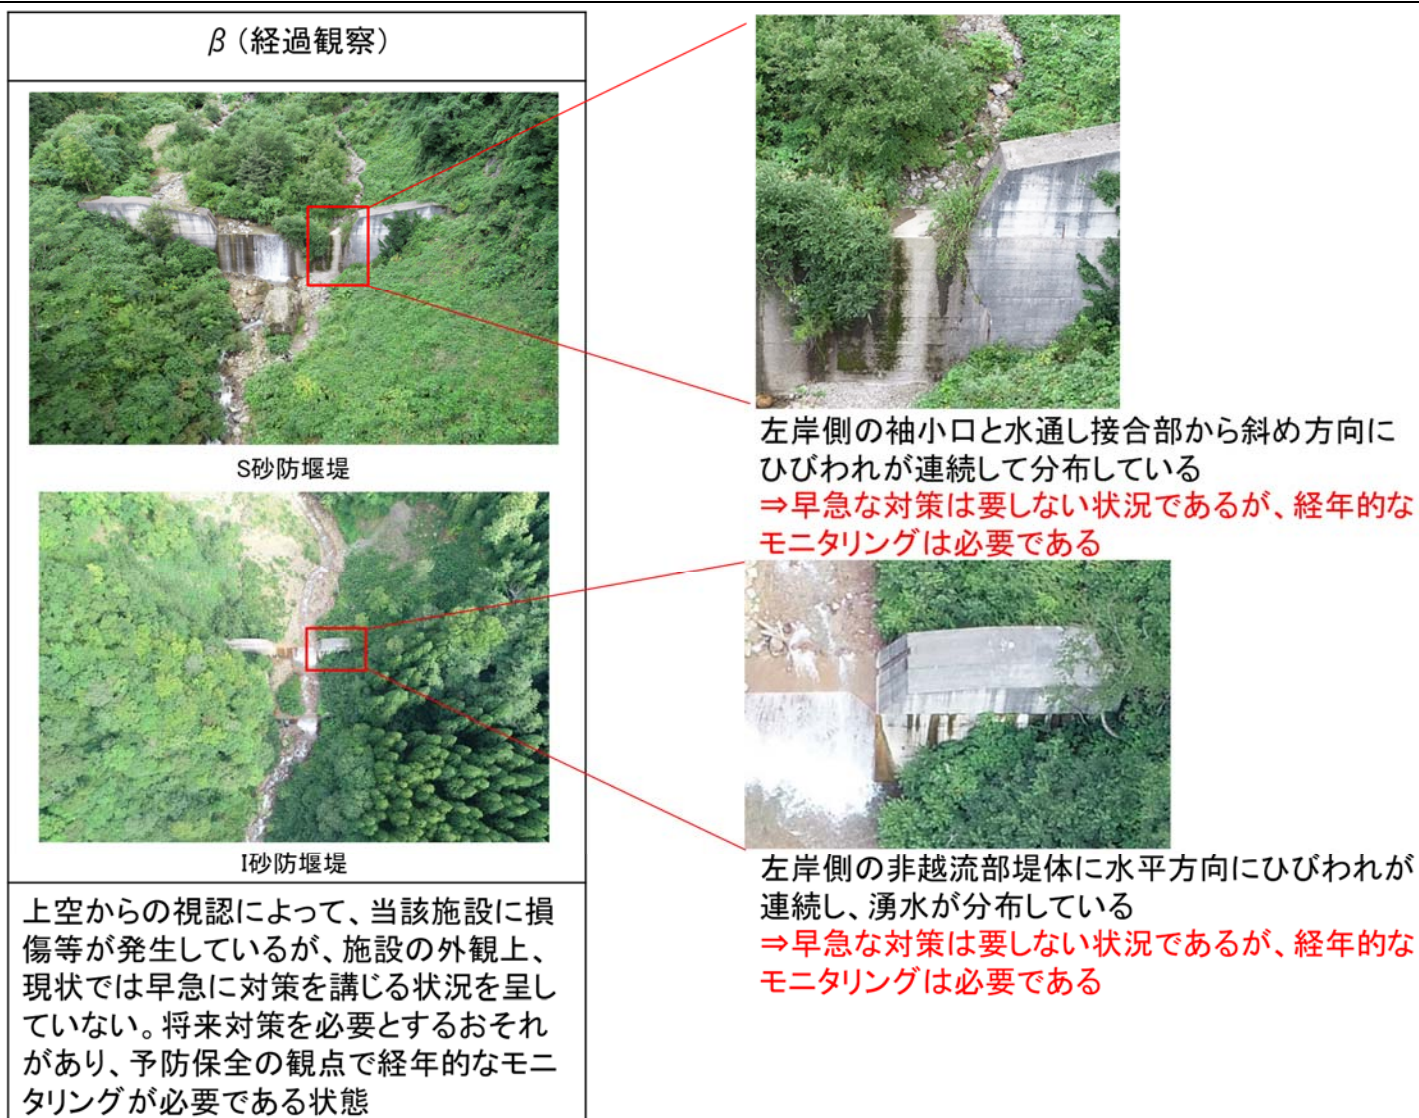 β（経過観察）
S砂防堰堤
I砂防堰堤
上空からの視認によって、当該施設に損
傷等が発生しているが、施設の外観上、
現状では早急に対策を講じる状況を呈し
ていない。将来対策を必要とするおそれ
があり、予防保全の観点で経年的なモニ
タリングが必要である状態
左岸側の袖小口と水通し接合部から斜め方向に
ひびわれが連続して分布している
⇒早急な対策は要しない状況であるが、経年的な
モニタリングは必要である
左岸側の非越流部堤体に水平方向にひびわれが
連続し、湧水が分布している
⇒早急な対策は要しない状況であるが、経年的な
モニタリングは必要である